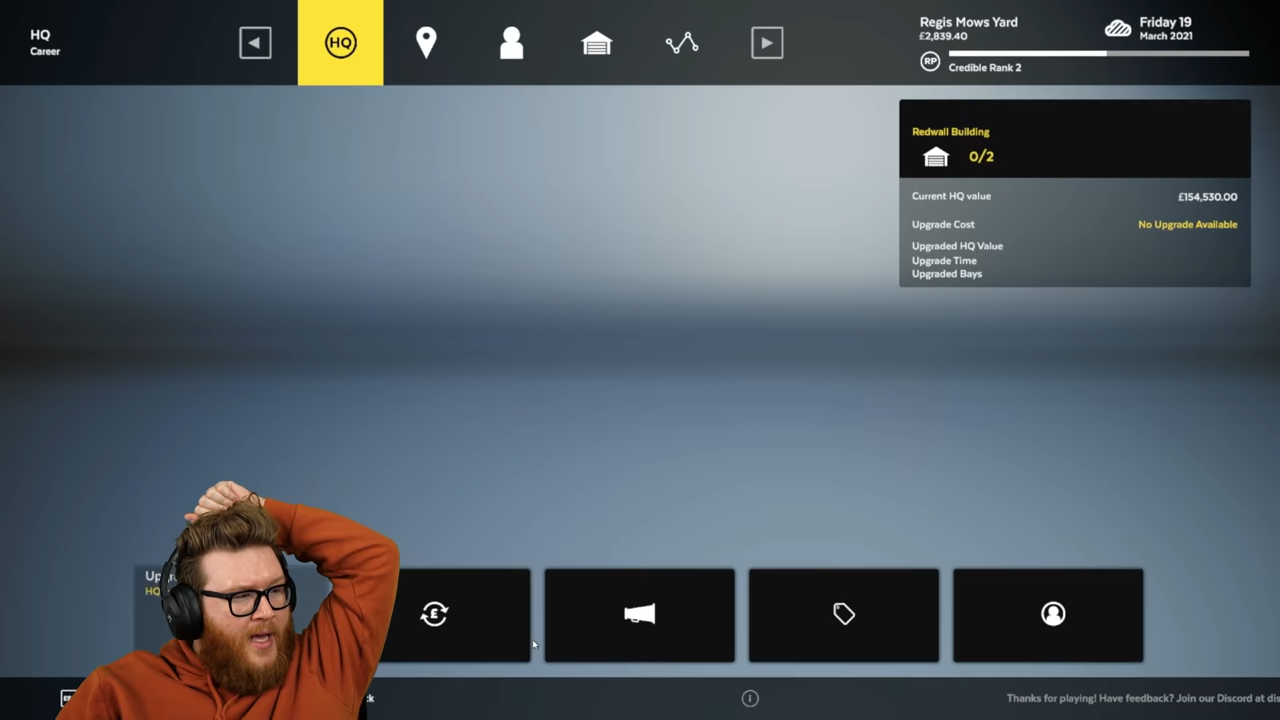 HQ
Career
HQ
Regis Mows Yard
£2,839.40
Friday 19
March 2021
RP
Credible Rank 2
Redwall Building
0/2
Current HQ value
£154,530.00
Upgrade Cost
No Upgrade Available
Upgraded HQ Value
Upgrade Time
Upgraded Bays
HQ
£
Thanks for playing! Have feedback? Join our Discord at